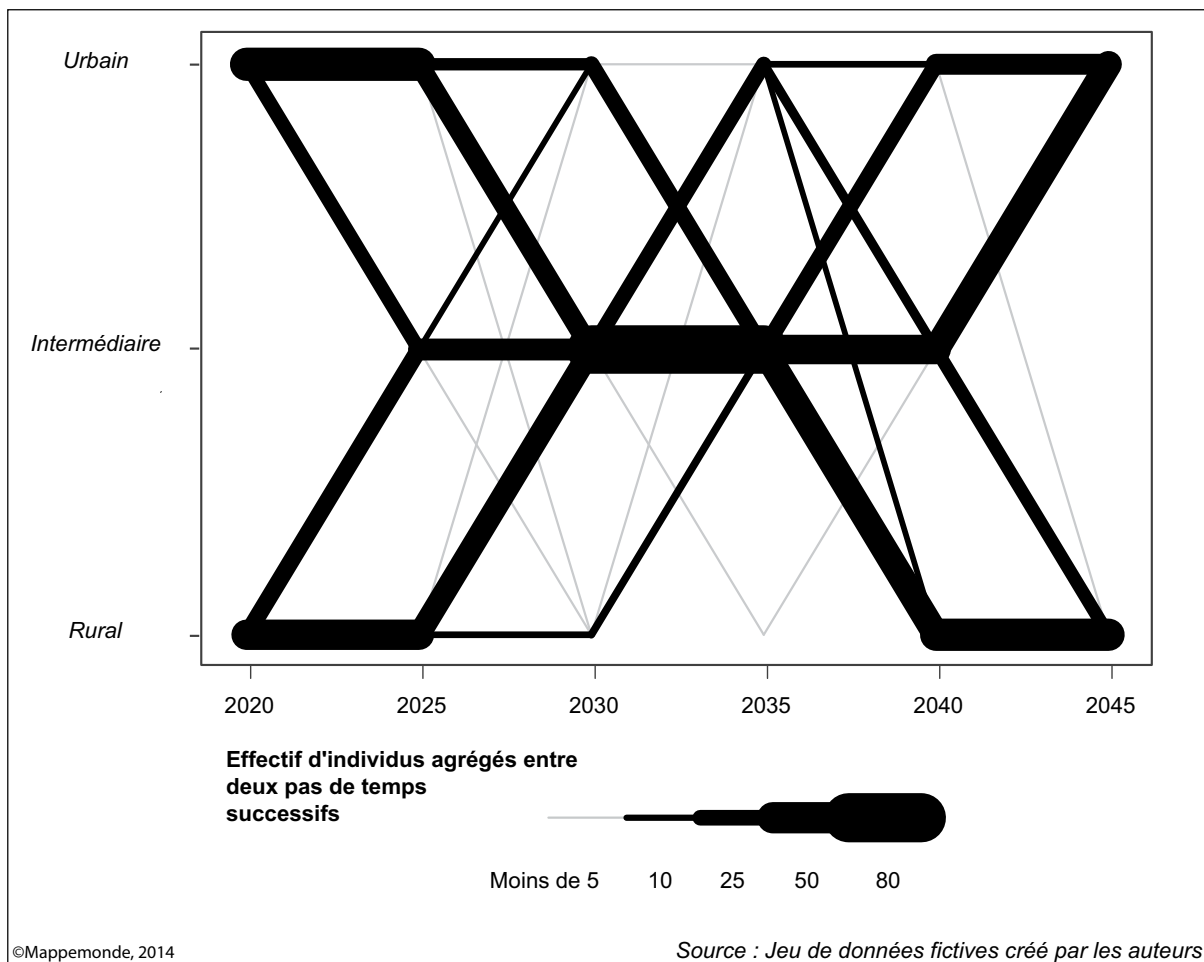 Urbain
Intermédiaire
Rural
2020 2025 2030 2035 2040 2045
Effectif d'individus agrégés entre
deux pas de temps
successifs
Moins de 5 10 25 50 80
©Mappemonde, 2014
Source : Jeu de données fictives créé par les auteurs